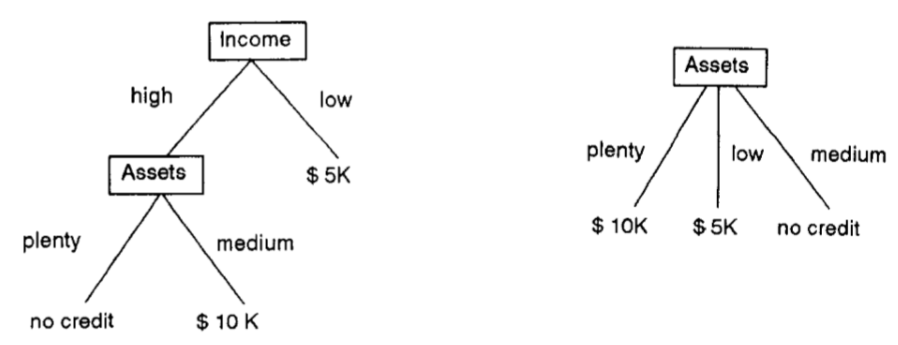 Income
high
low
Assets
$ 5K
plenty
medium
no credit
$ 10 K
Assets
plenty
low
medium
$ 10K
$ 5K
no credit